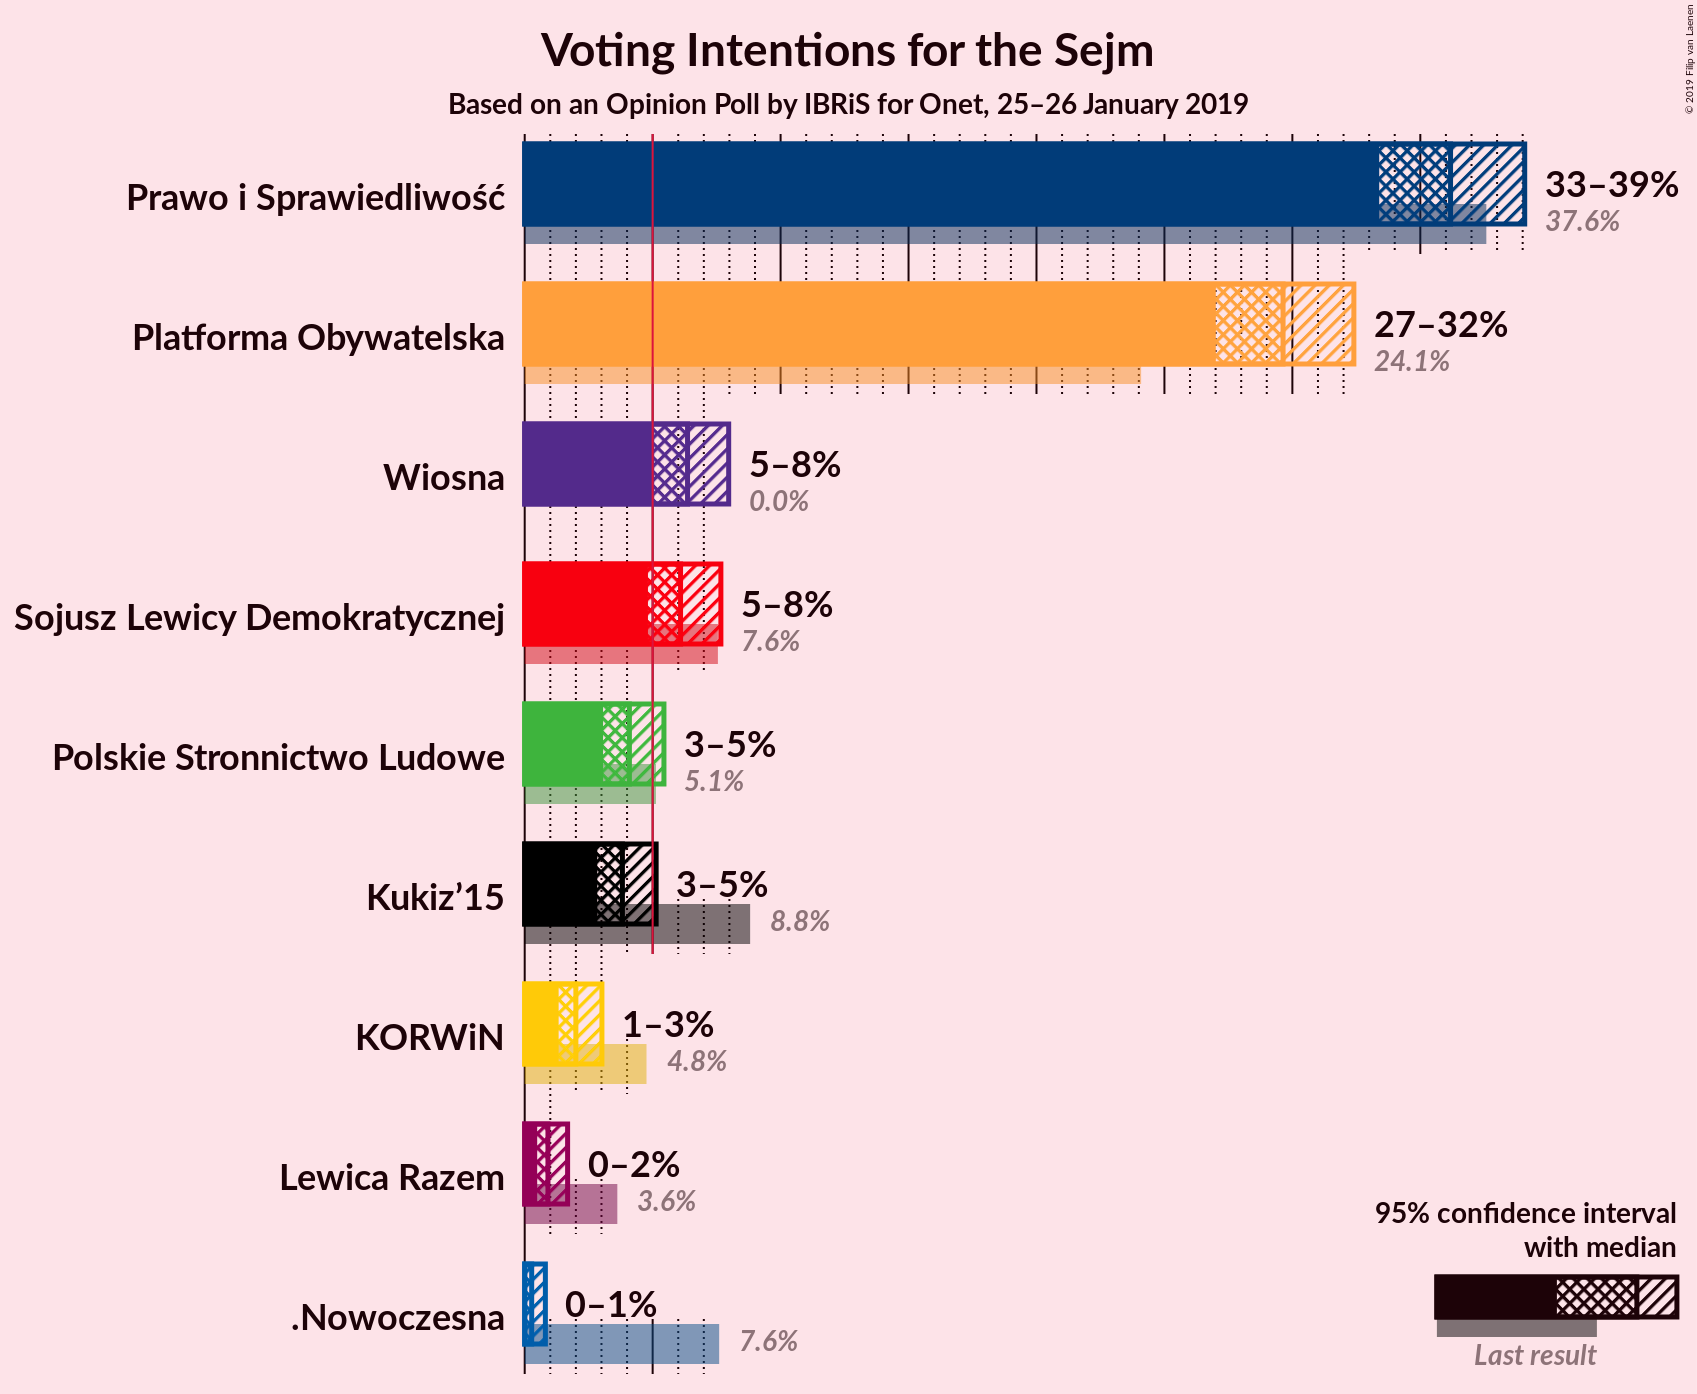 Voting Intentions for the Sejm
Based on an Opinion Poll by IBRiS for Onet, 25–26 January 2019
© 2019 Filip van Laenen
Prawo i Sprawiedliwość
33–39%
37.6%
Platforma Obywatelska
27–32%
24.1%
Wiosna
5–8%
0.0%
Sojusz Lewicy Demokratycznej
5–8%
7.6%
Polskie Stronnictwo Ludowe
3–5%
5.1%
Kukiz’15
3–5%
8.8%
KORWiN
1–3%
4.8%
Lewica Razem
0–2%
3.6%
.Nowoczesna
0–1%
7.6%
95% confidence interval
with median
Last result